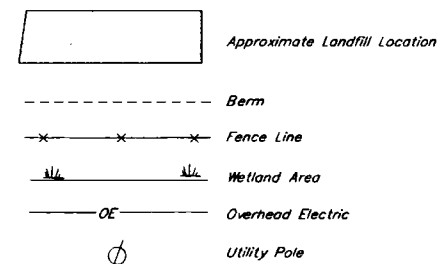 Approximate Landfill Location
Berm
Fence Line
Wetland Area
OE Overhead Electric
Utility Pole